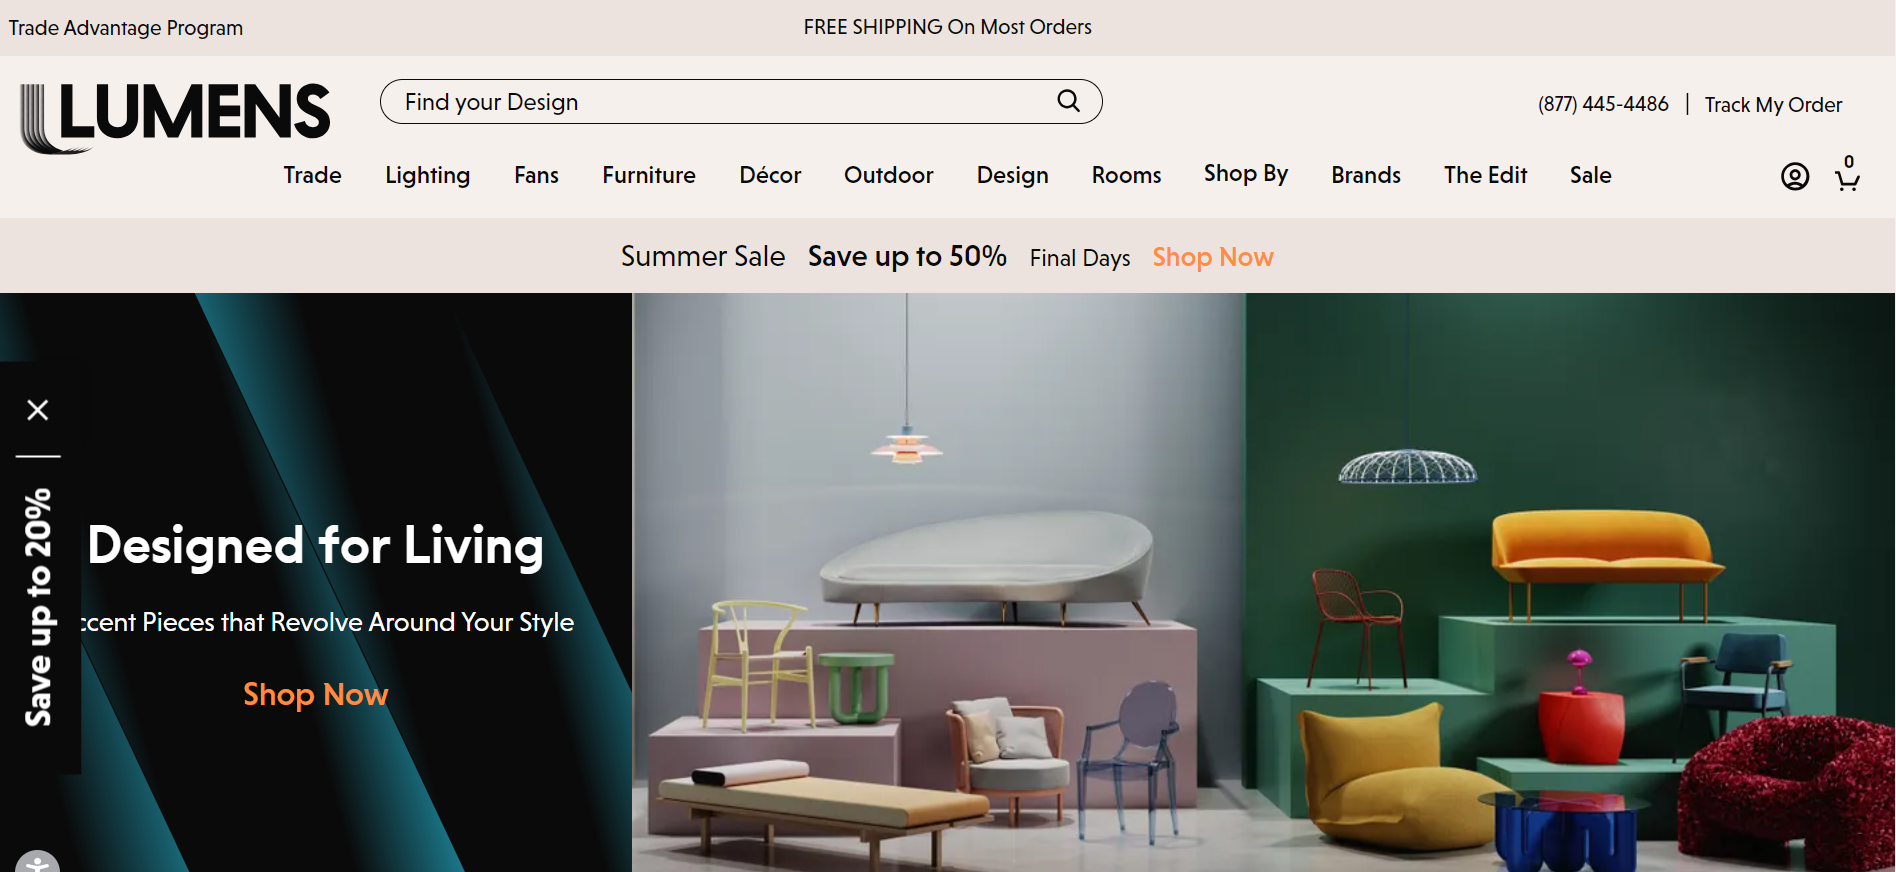 Trade Advantage Program
FREE SHIPPING On Most Orders
LUMENS
Find your Design
(877) 445-4486 | Track My Order
Trade Lighting Fans Furniture Décor Outdoor Design Rooms Shop By Brands The Edit Sale
0
Summer Sale Save up to 50% Final Days Shop Now
Save up to 20%
Designed for Living
ccent Pieces that Revolve Around Your Style
Shop Now